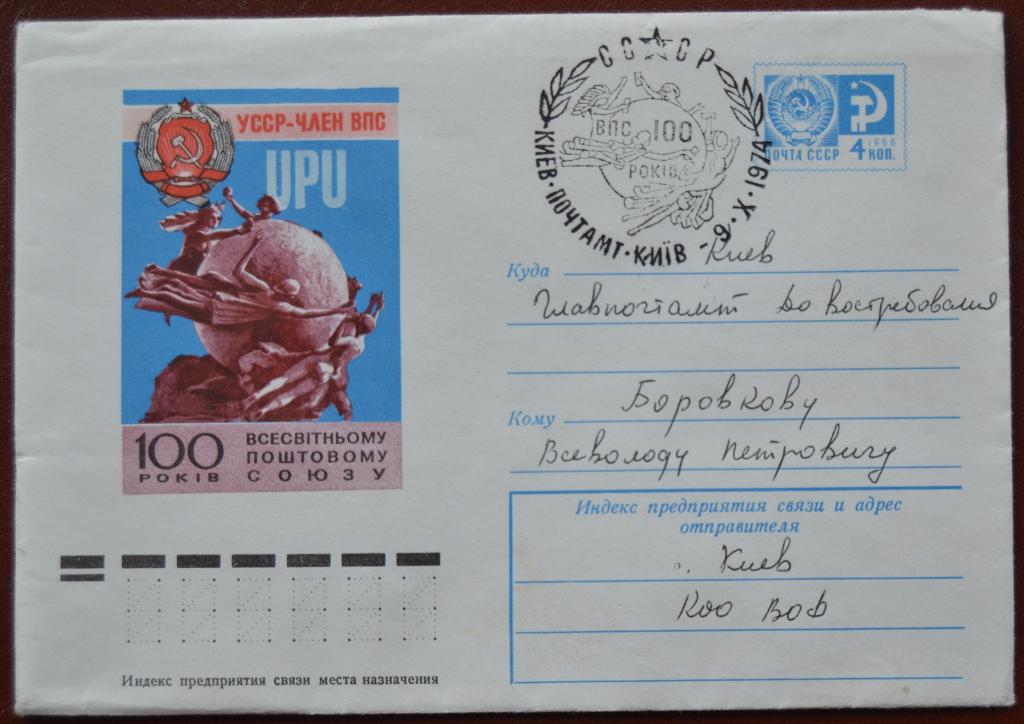 УССР-ЧЛЕН ВПС
UPU
100 РОКІВ
ВСЕСВІТНЬОМУ
ПОШТОВОМУ
СОЮЗУ
СССР
ВПС 100
РОКІВ
КИЕВ·ПОЧТАМТ·КИЇВ -9·X·1974
ПОЧТА СССР
1966
4 КОП.
Куда Киев
Главпочтамт До Востребования
Кому Боровкову
Всеволоду Петровичу
Индекс предприятия связи и адрес
отправителя
г. Киев
КОО ВОФ
Индекс предприятия связи места назначения